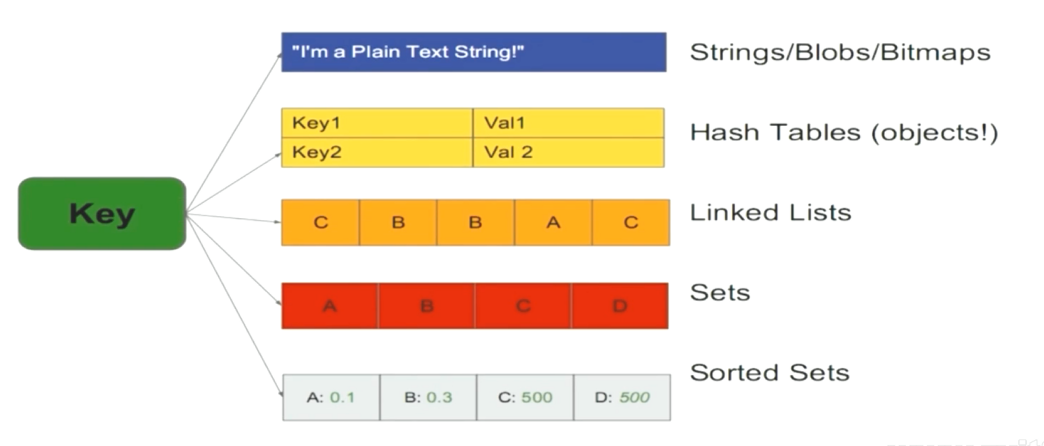 "I'm a Plain Text String!"
Strings/Blobs/Bitmaps
Key1 Val1
Key2 Val 2
Hash Tables (objects!)
Key
C B B A C
Linked Lists
A B C D
Sets
A: 0.1 B: 0.3 C: 500 D: 500
Sorted Sets